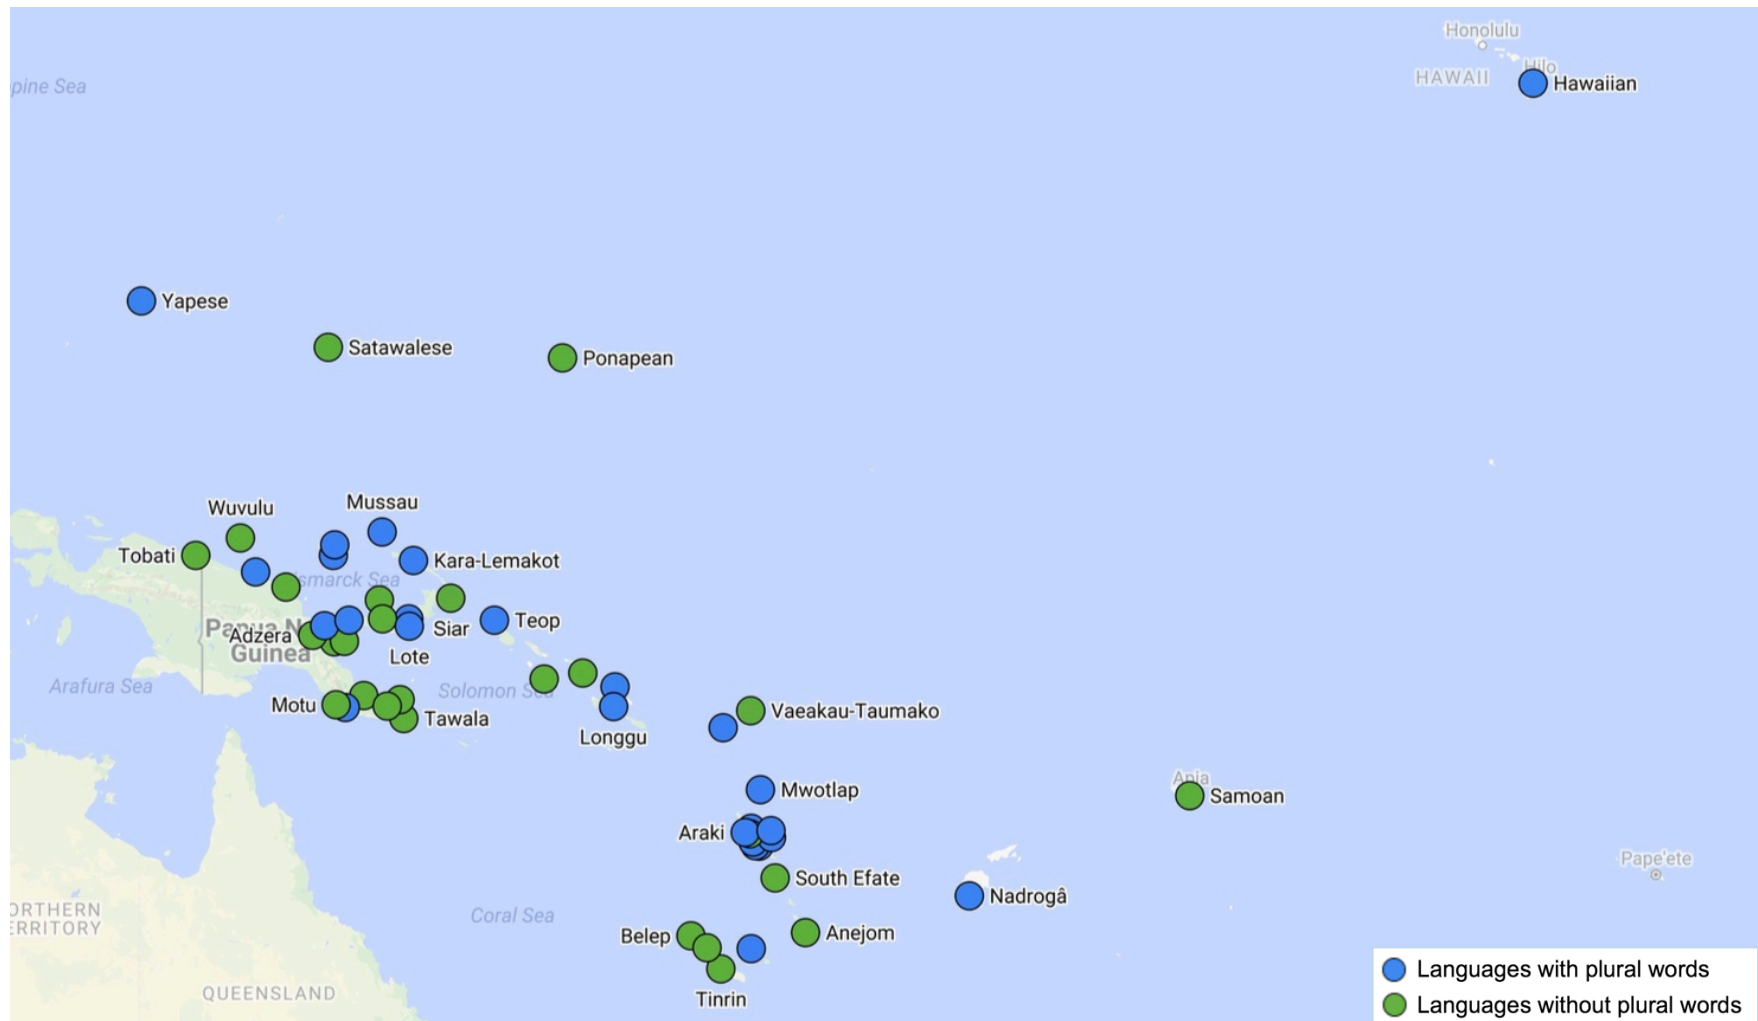 Honolulu
Hilo
HAWAII
Hawaiian
pine Sea
Yapese
Satawalese
Ponapean
Wuvulu
Mussau
Tobati
Kara-Lemakot
ismarck Sea
Teop
Siar
Papua N
Adzera
Guinea
Lote
Arafura Sea
Solomon Sea
Motu
Tawala
Longgu
Vaeakau-Taumako
Apia
Mwotlap
Samoan
Araki
Pape'ete
South Efate
Nadrogâ
ORTHERN
ERRITORY
Coral Sea
Belep
Anejom
QUEENSLAND
Tinrin
Languages with plural words
Languages without plural words